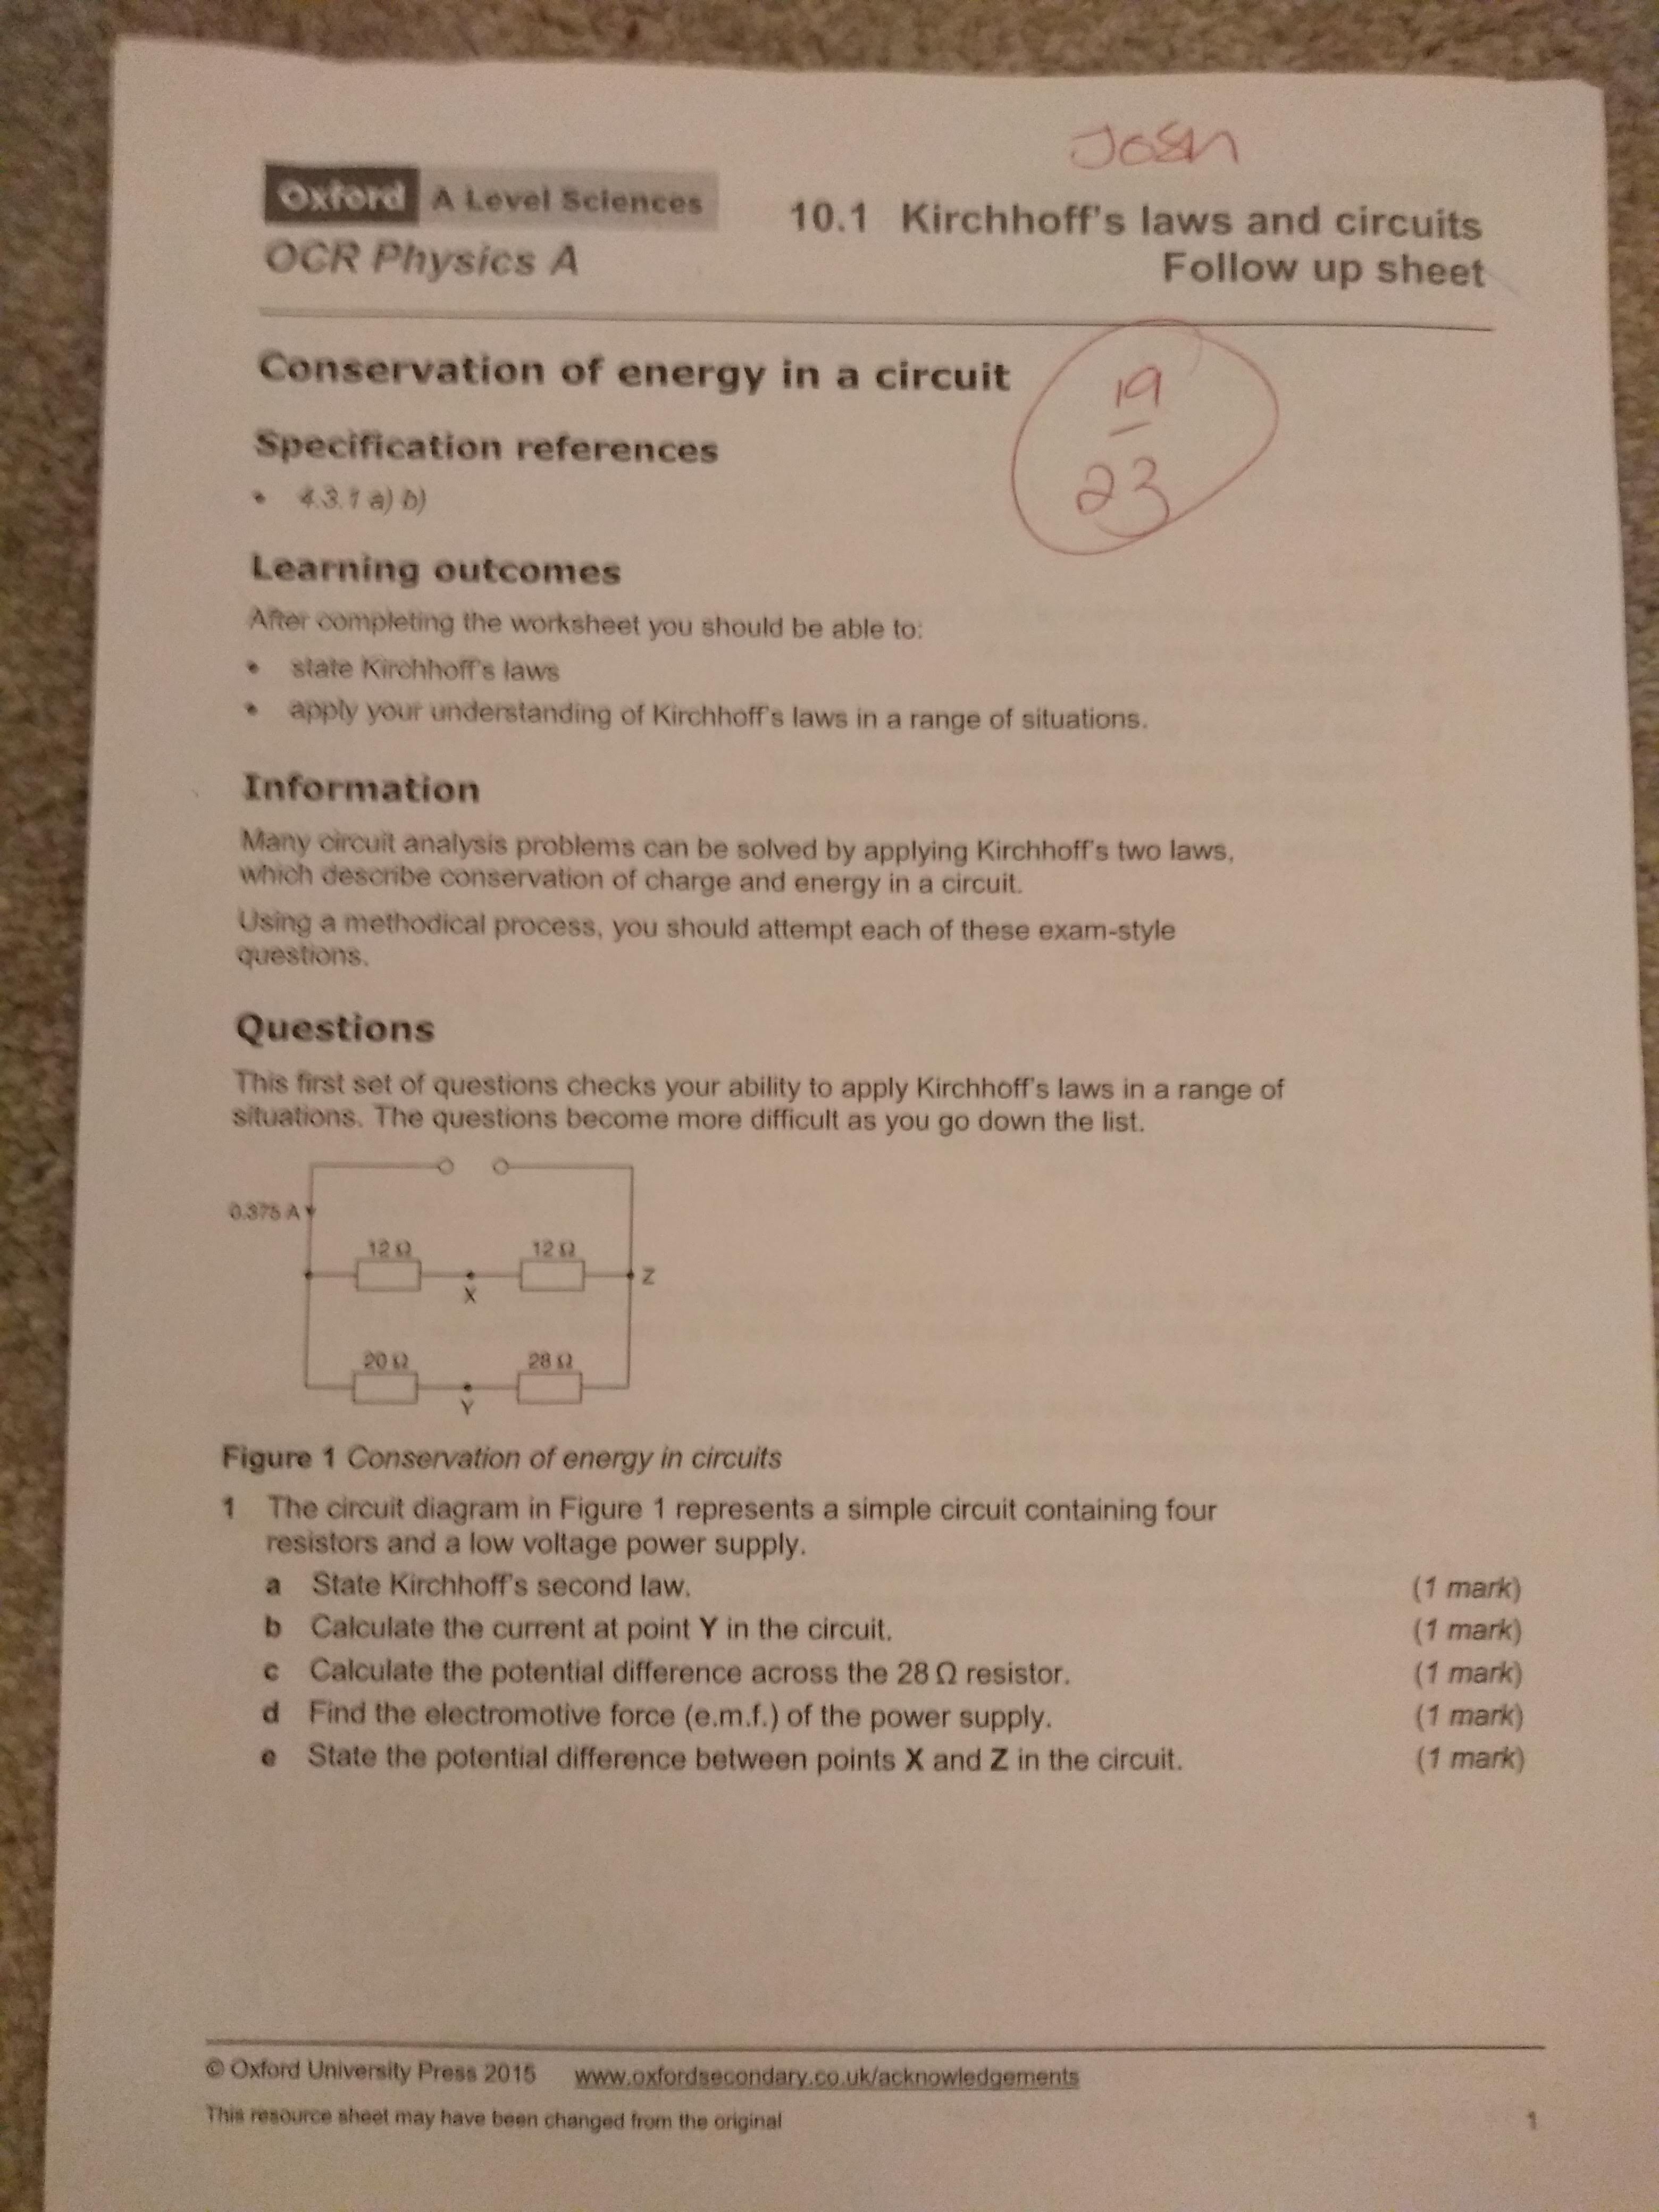 Josh
Oxford A Level Sciences
OCR Physics A
10.1 Kirchhoff's laws and circuits
Follow up sheet
19
23
Conservation of energy in a circuit
Specification references
• 4.3.1 a) b)
Learning outcomes
After completing the worksheet you should be able to:
• state Kirchhoff's laws
• apply your understanding of Kirchhoff's laws in a range of situations.
Information
Many circuit analysis problems can be solved by applying Kirchhoff's two laws,
which describe conservation of charge and energy in a circuit.
Using a methodical process, you should attempt each of these exam-style
questions.
Questions
This first set of questions checks your ability to apply Kirchhoff's laws in a range of
situations. The questions become more difficult as you go down the list.
0.375 A
12 Ω 12 Ω
X Z
20 Ω 28 Ω
Y
Figure 1 Conservation of energy in circuits
1 The circuit diagram in Figure 1 represents a simple circuit containing four
resistors and a low voltage power supply.
a State Kirchhoff's second law. (1 mark)
b Calculate the current at point Y in the circuit. (1 mark)
c Calculate the potential difference across the 28 Ω resistor. (1 mark)
d Find the electromotive force (e.m.f.) of the power supply. (1 mark)
e State the potential difference between points X and Z in the circuit. (1 mark)
© Oxford University Press 2015 www.oxfordsecondary.co.uk/acknowledgements
This resource sheet may have been changed from the original
1